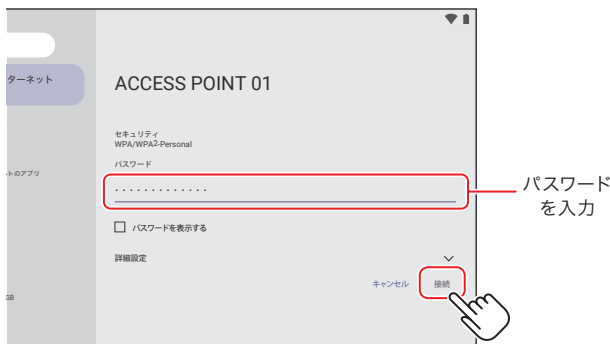 ターネット
ACCESS POINT 01
セキュリティ
WPA/WPA2-Personal
パスワード
トのアプリ
・・・・・・・・・・・・・
パスワード
を入力
パスワードを表示する
詳細設定
キャンセル
接続
GB